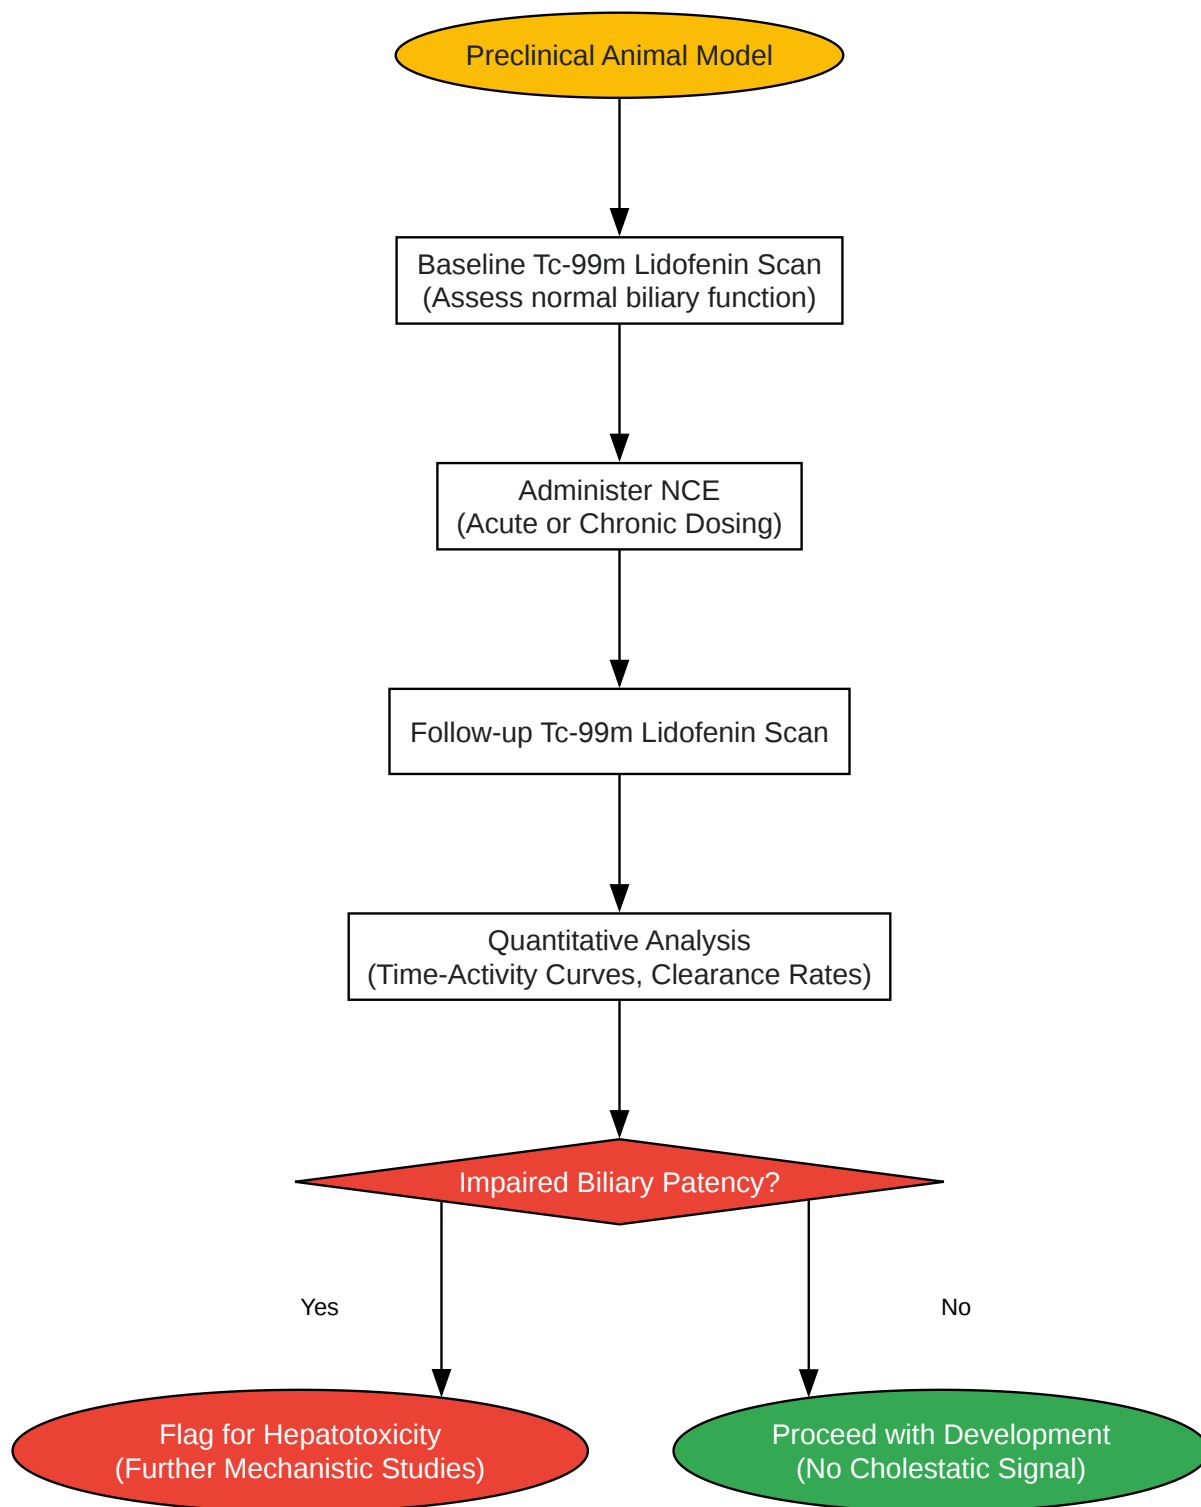 Preclinical Animal Model
Baseline Tc-99m Lidofenin Scan
(Assess normal biliary function)
Administer NCE
(Acute or Chronic Dosing)
Follow-up Tc-99m Lidofenin Scan
Quantitative Analysis
(Time-Activity Curves, Clearance Rates)
Impaired Biliary Patency?
Yes
No
Flag for Hepatotoxicity
(Further Mechanistic Studies)
Proceed with Development
(No Cholestatic Signal)